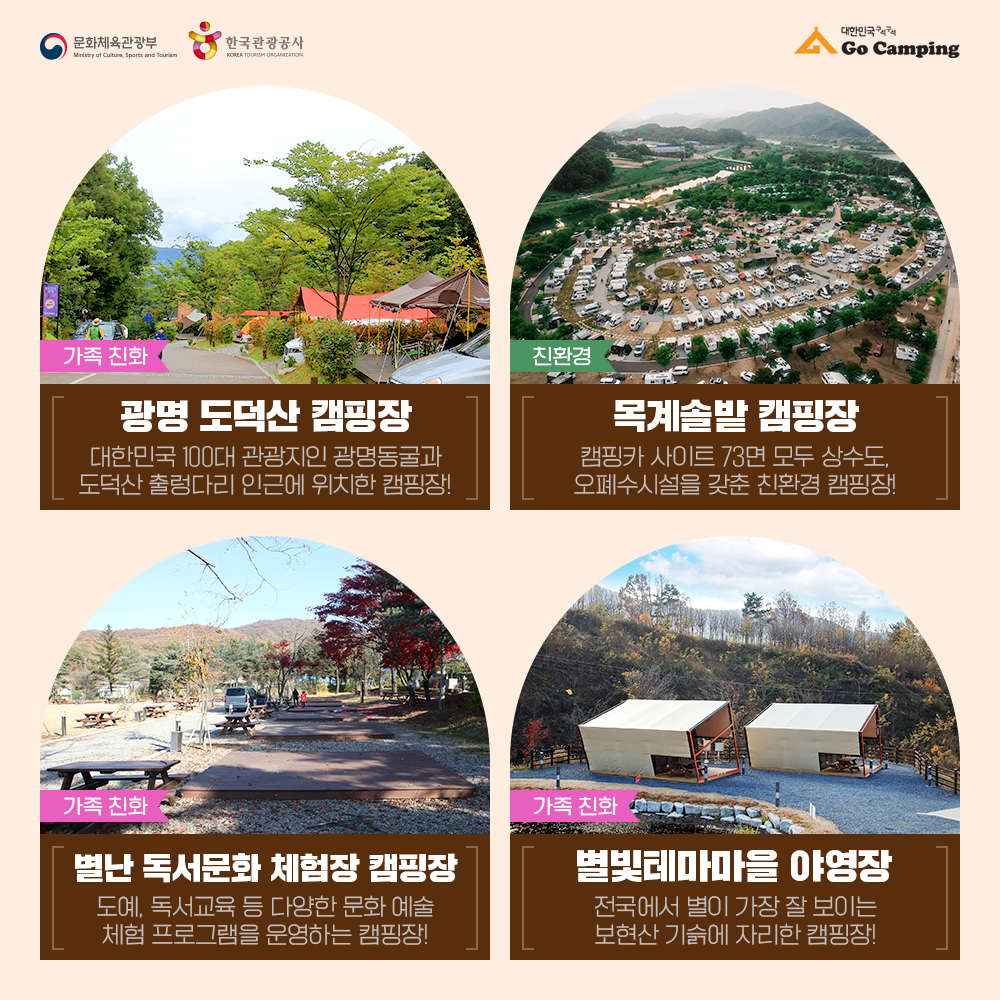 문화체육관광부
Ministry of Culture, Sports and Tourism
한국관광공사
KOREA TOURISM ORGANIZATION
대한민국 구석구석
Go Camping
가족 친화
광명 도덕산 캠핑장
대한민국 100대 관광지인 광명동굴과
도덕산 출렁다리 인근에 위치한 캠핑장!
친환경
목계솔밭 캠핑장
캠핑카 사이트 73면 모두 상수도,
오폐수시설을 갖춘 친환경 캠핑장!
가족 친화
별난 독서문화 체험장 캠핑장
도예, 독서교육 등 다양한 문화 예술
체험 프로그램을 운영하는 캠핑장!
가족 친화
별빛테마마을 야영장
전국에서 별이 가장 잘 보이는
보현산 기슭에 자리한 캠핑장!